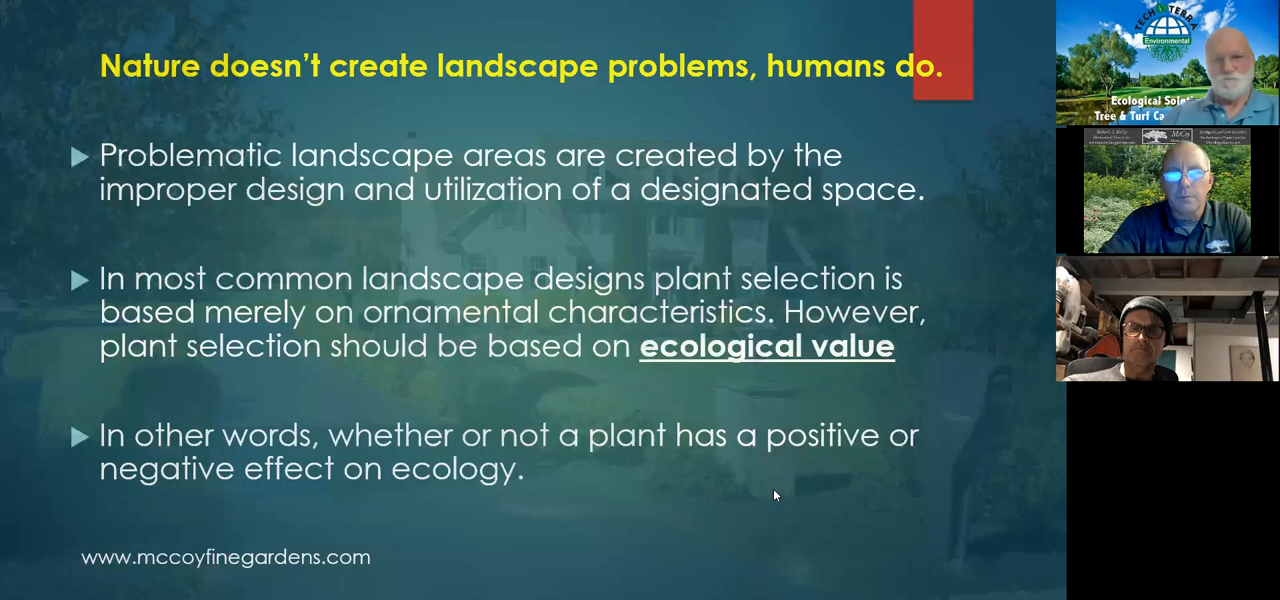 Nature doesn’t create landscape problems, humans do.
Problematic landscape areas are created by the
improper design and utilization of a designated space.
In most common landscape designs plant selection is
based merely on ornamental characteristics. However,
plant selection should be based on ecological value
In other words, whether or not a plant has a positive or
negative effect on ecology.
www.mccoyfinegardens.com
TECH TERRA
Environmental
Ecological
Tree & Turf
McCoy